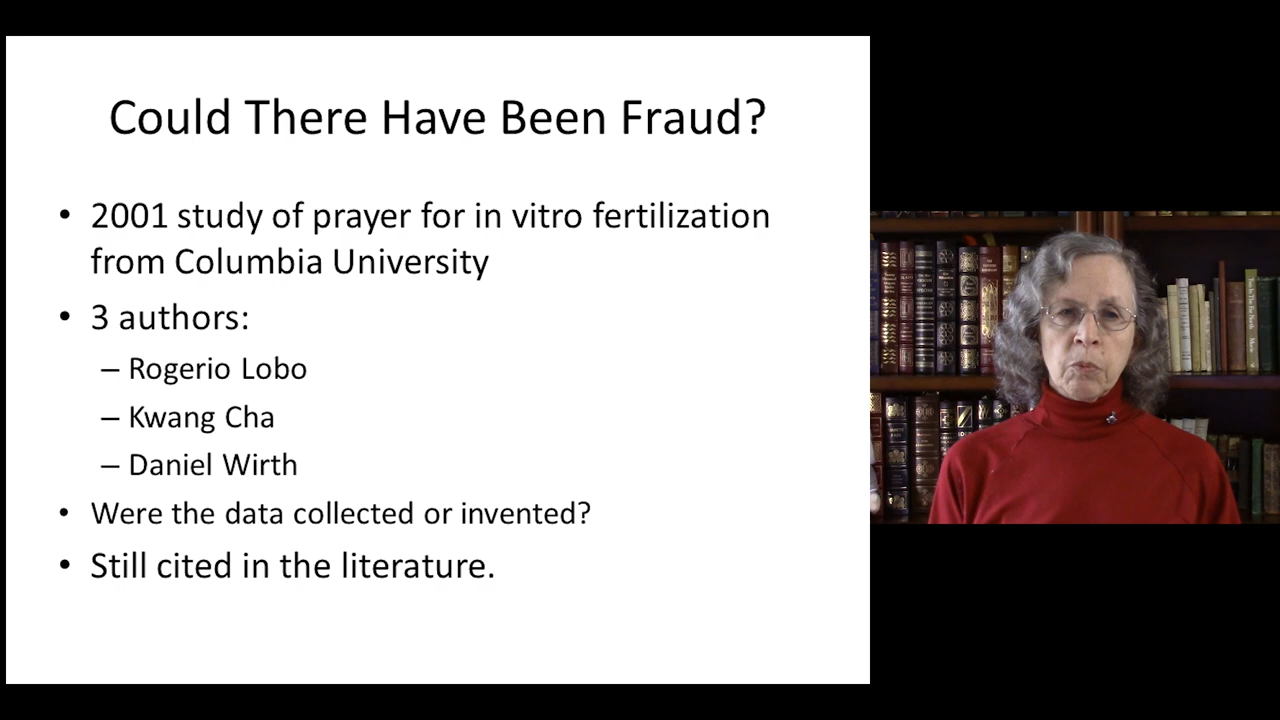 Could There Have Been Fraud?
• 2001 study of prayer for in vitro fertilization
from Columbia University
• 3 authors:
– Rogerio Lobo
– Kwang Cha
– Daniel Wirth
• Were the data collected or invented?
• Still cited in the literature.